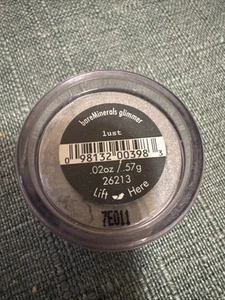 bareMinerals glimmer
lust
0 98132 00398 3
.02oz / .57g
26213
Lift Here
7E011